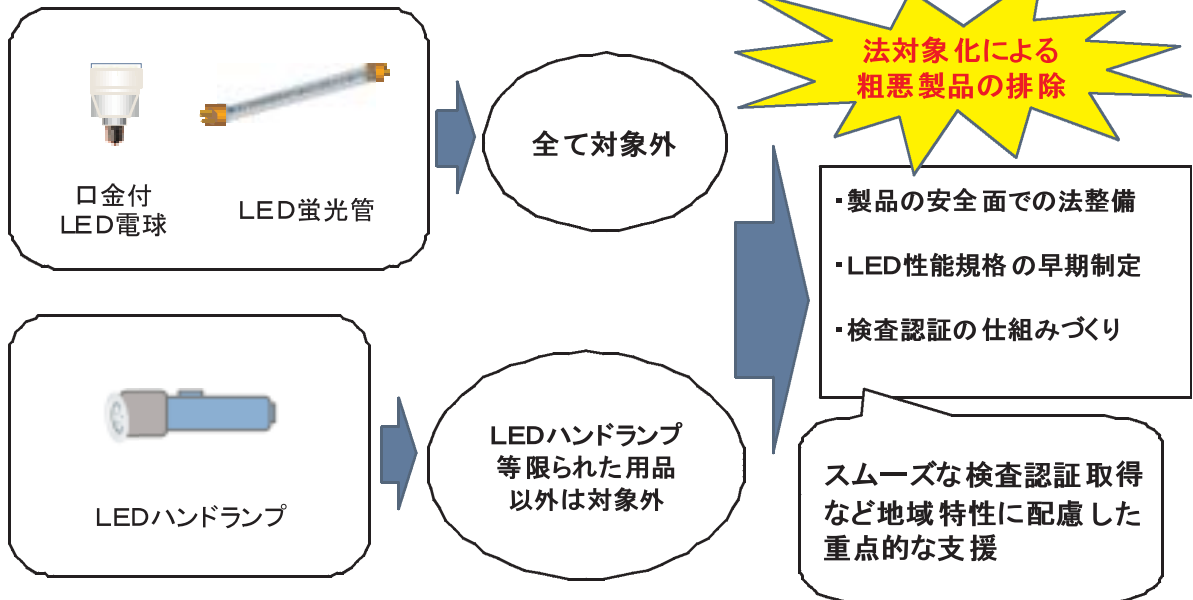 口金付
LED電球
LED蛍光管
全て対象外
LEDハンドランプ
LEDハンドランプ
等限られた用品
以外は対象外
法対象化による
粗悪製品の排除
・製品の安全面での法整備
・LED性能規格の早期制定
・検査認証の仕組みづくり
スムーズな検査認証取得
など地域特性に配慮した
重点的な支援